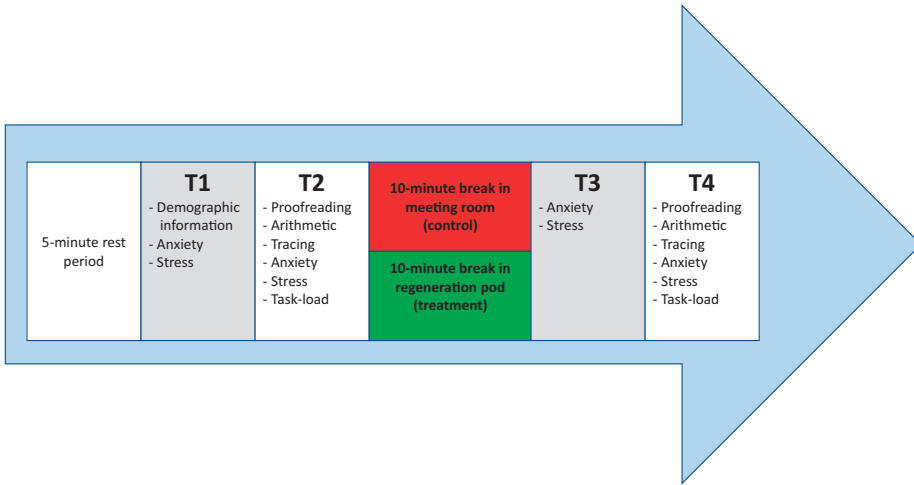 5-minute rest
period
T1
- Demographic
information
- Anxiety
- Stress
T2
- Proofreading
- Arithmetic
- Tracing
- Anxiety
- Stress
- Task-load
10-minute break in
meeting room
(control)
10-minute break in
regeneration pod
(treatment)
T3
- Anxiety
- Stress
T4
- Proofreading
- Arithmetic
- Tracing
- Anxiety
- Stress
- Task-load